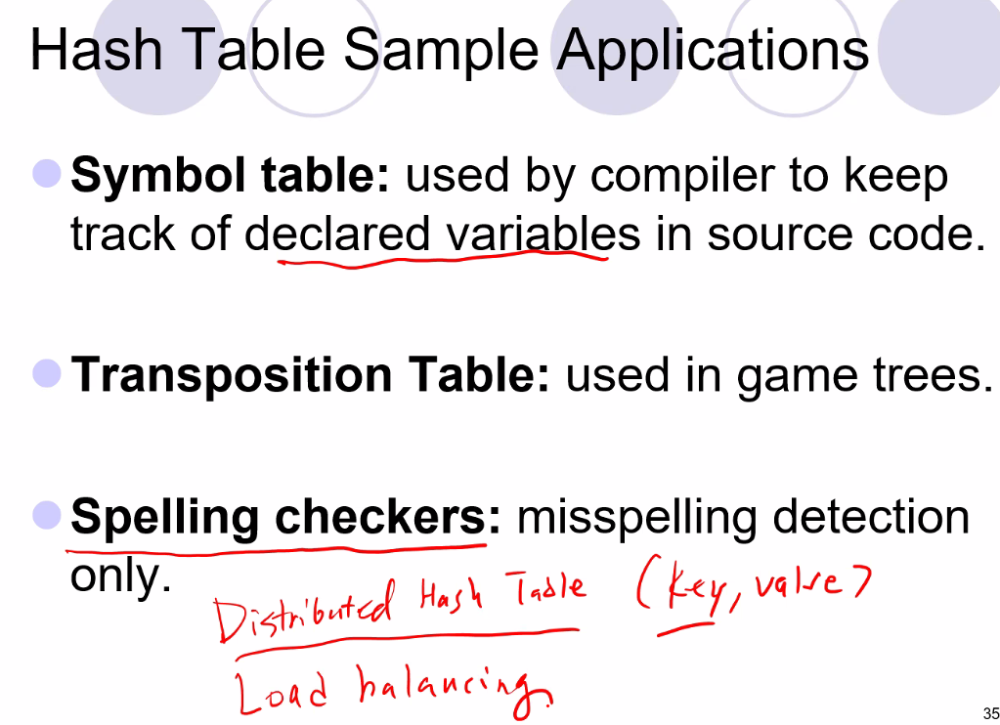 Hash Table Sample Applications
Symbol table: used by compiler to keep
track of declared variables in source code.
Transposition Table: used in game trees.
Spelling checkers: misspelling detection
only.
Distributed Hash Table (key, value)
Load balancing.
35